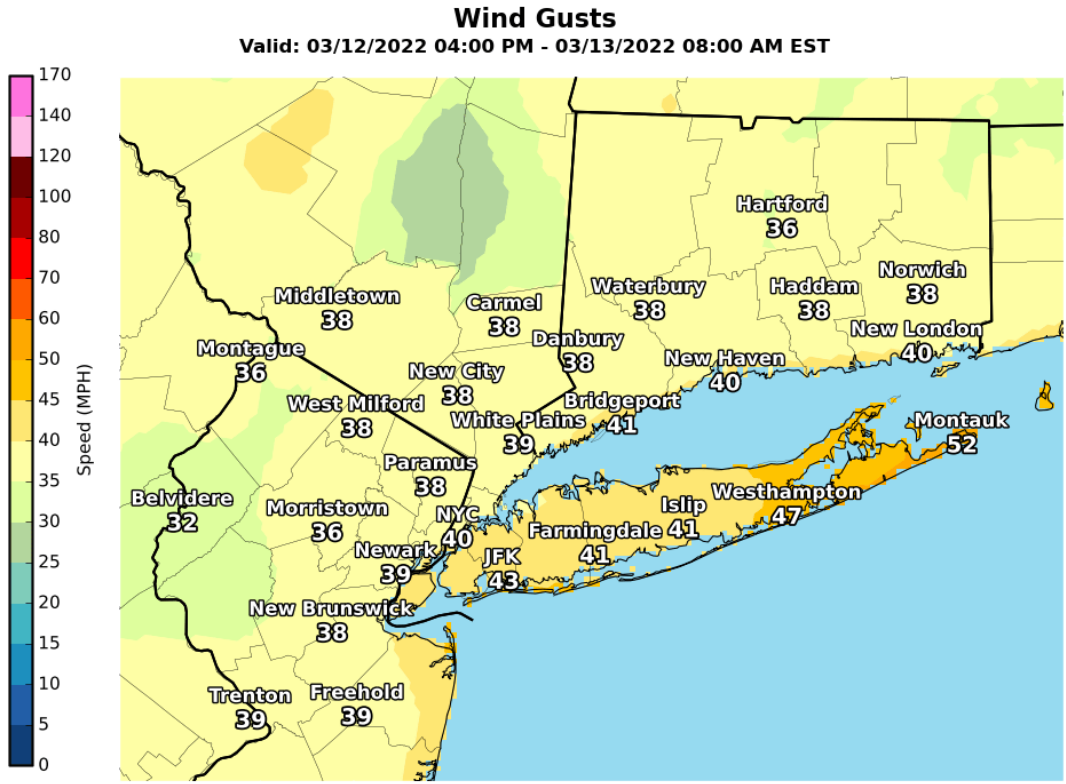 Wind Gusts
Valid: 03/12/2022 04:00 PM - 03/13/2022 08:00 AM EST
170
140
120
100
80
70
60
50
45
40
35
30
25
20
15
10
5
0
Speed (MPH)
Hartford
36
Norwich
38
Waterbury
38
Haddam
38
Middletown
38
Carmel
38
New London
40
Danbury
38
Montague
36
New Haven
40
New City
38
Bridgeport
41
West Milford
38
White Plains
39
Montauk
52
Paramus
38
Belvidere
32
Westhampton
47
Morristown
36
Islip
41
NYC
40
Farmingdale
41
Newark
39
JFK
43
New Brunswick
38
Trenton
39
Freehold
39